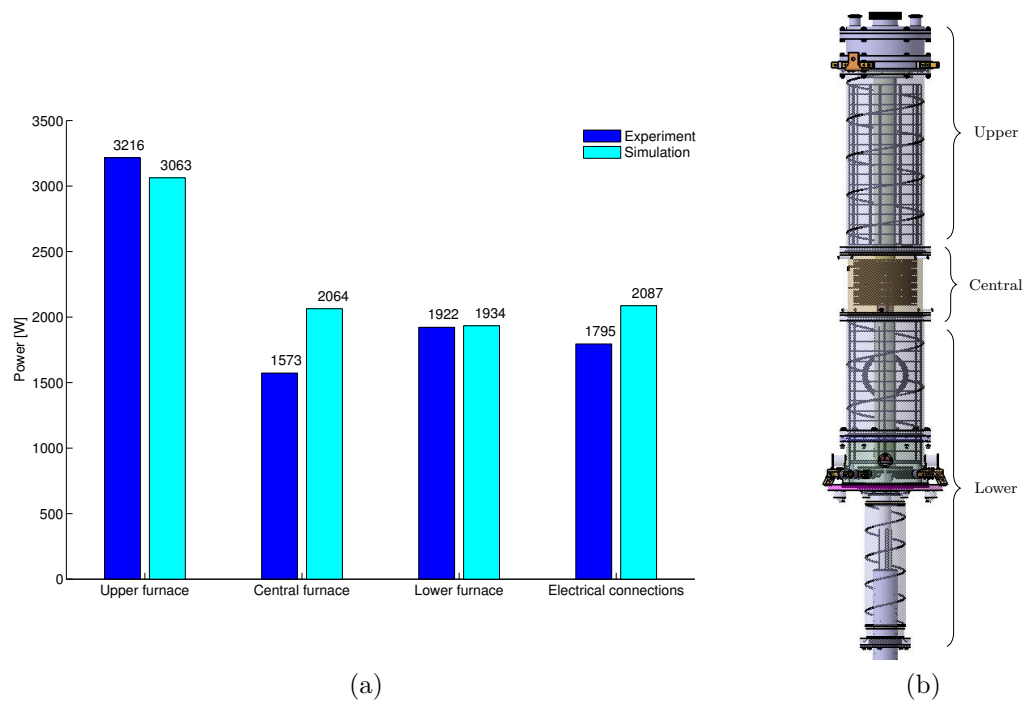 3500
3000
2500
2000
1500
1000
500
0
Power [W]
3216
3063
1573
2064
1922
1934
1795
2087
Experiment
Simulation
Upper furnace
Central furnace
Lower furnace
Electrical connections
(a)
Upper
Central
Lower
(b)